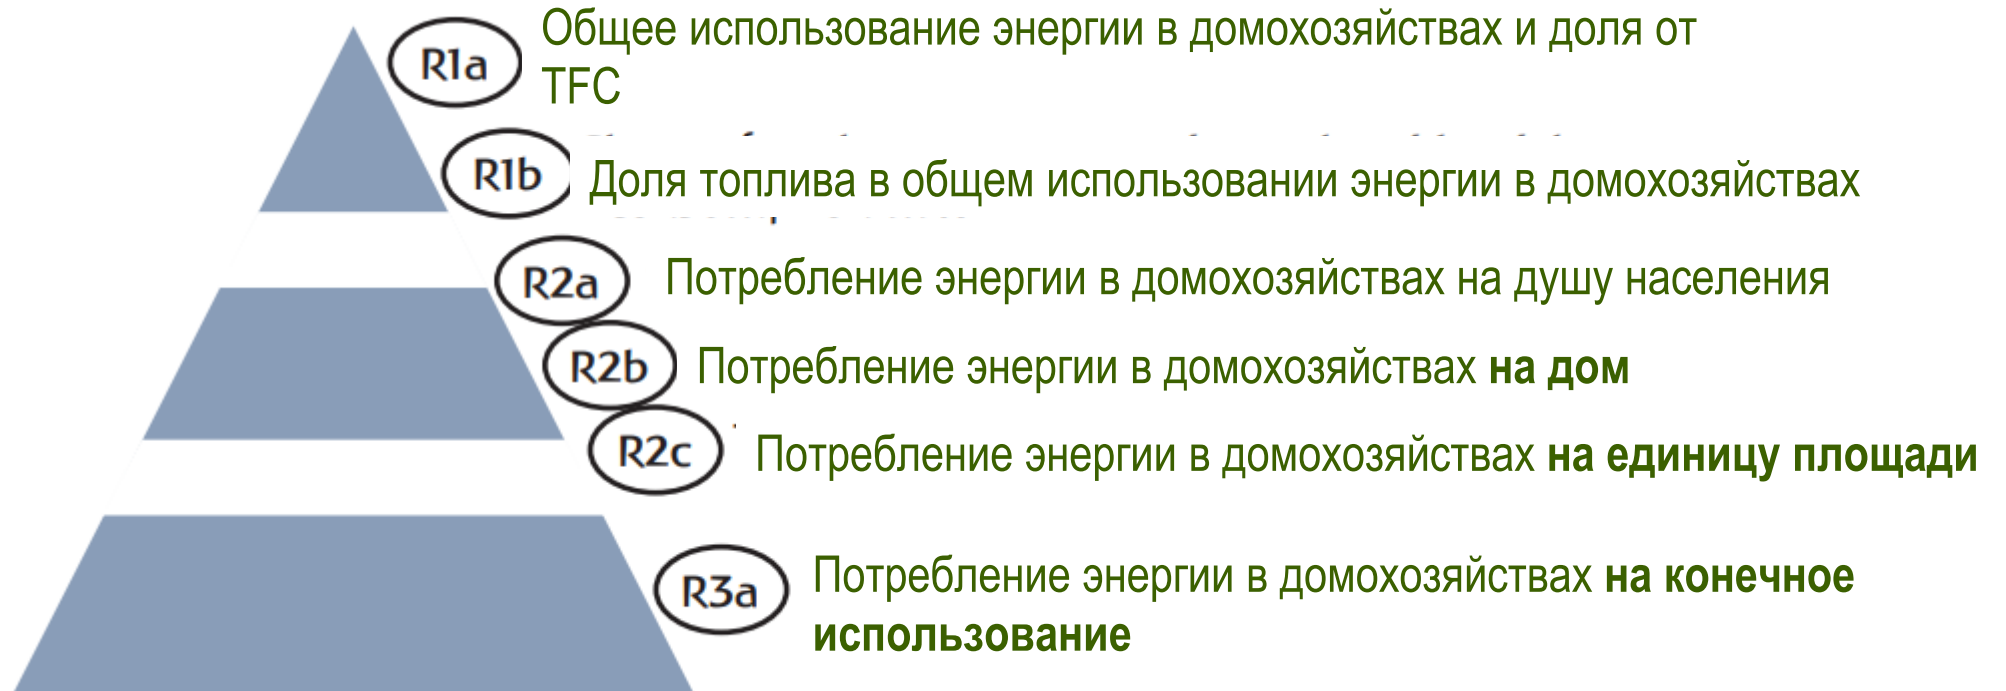 R1a Общее использование энергии в домохозяйствах и доля от
TFC
R1b Доля топлива в общем использовании энергии в домохозяйствах
R2a Потребление энергии в домохозяйствах на душу населения
R2b Потребление энергии в домохозяйствах на дом
R2c Потребление энергии в домохозяйствах на единицу площади
R3a Потребление энергии в домохозяйствах на конечное
использование